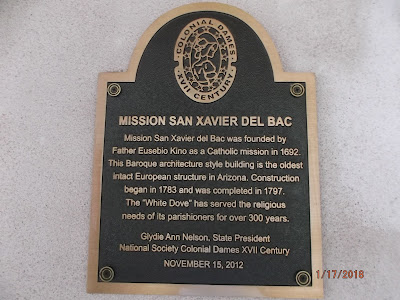 COLONIAL DAMES
XVII CENTURY
MISSION SAN XAVIER DEL BAC
Mission San Xavier del Bac was founded by
Father Eusebio Kino as a Catholic mission in 1692.
This Baroque architecture style building is the oldest
intact European structure in Arizona. Construction
began in 1783 and was completed in 1797.
The “White Dove” has served the religious
needs of its parishioners for over 300 years.
Glydie Ann Nelson, State President
National Society Colonial Dames XVII Century
NOVEMBER 15, 2012
1/17/2016